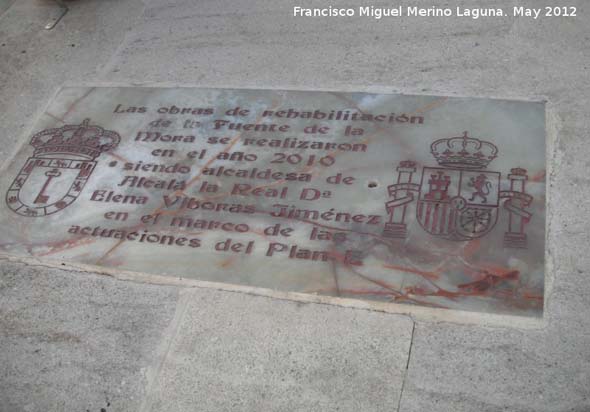 Francisco Miguel Merino Laguna. May 2012
Las obras de rehabilitación
de la Fuente de la
Mora se realizaron
en el año 2010
siendo alcaldesa de
Alcalá la Real Dª
Elena Víboras Jiménez
en el marco de las
actuaciones del Plan E